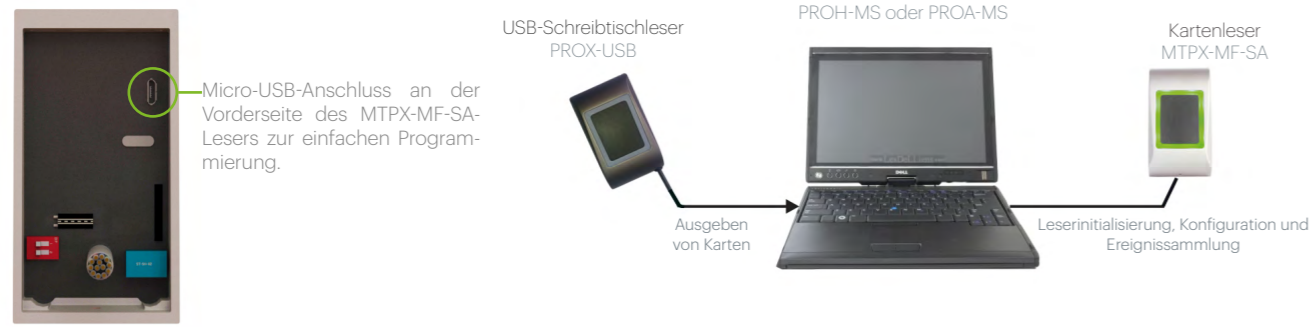 Micro-USB-Anschluss an der
Vorderseite des MTPX-MF-SA-
Lesers zur einfachen Program-
mierung.
USB-Schreibtischleser
PROX-USB
Ausgeben
von Karten
PROH-MS oder PROA-MS
DELL
Kartenleser
MTPX-MF-SA
Leserinitialisierung, Konfiguration und
Ereignissammlung